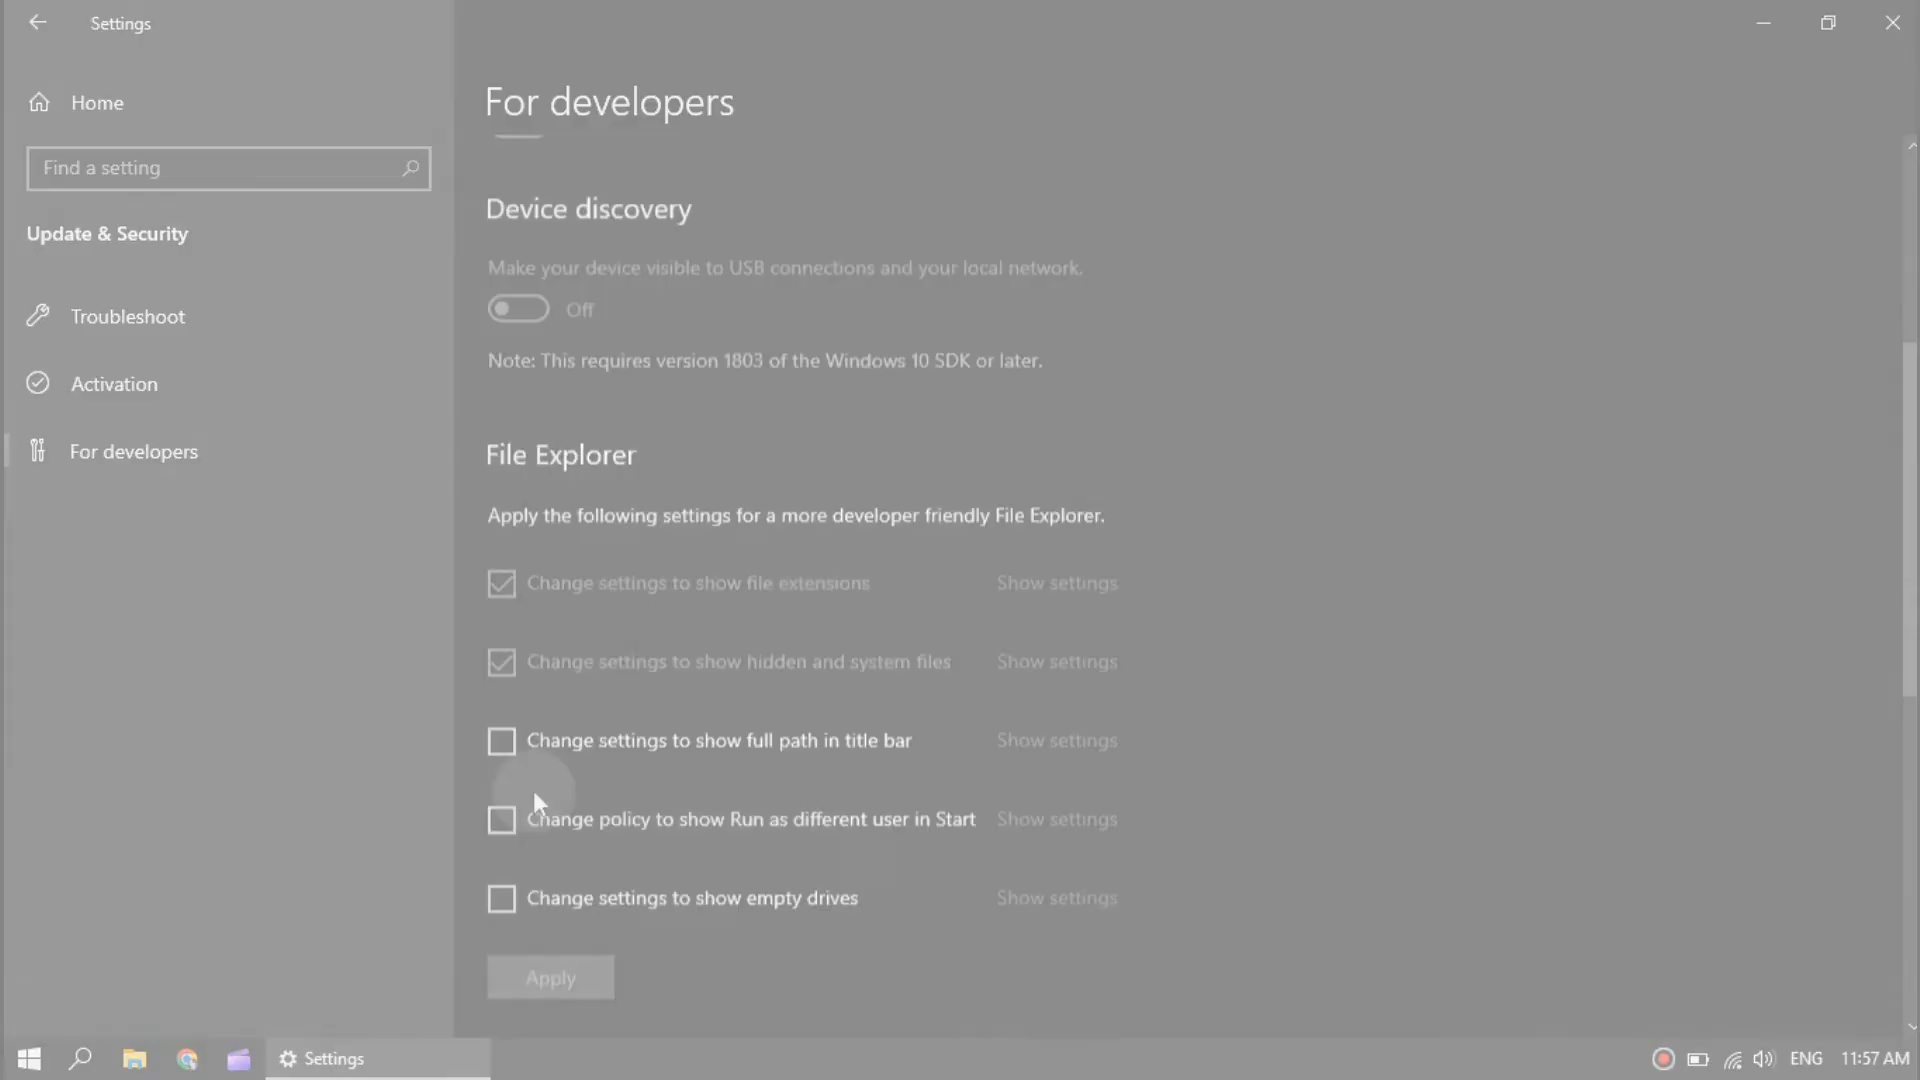 Settings
Home
Find a setting
Update & Security
Troubleshoot
Activation
For developers
For developers
Device discovery
Make your device visible to USB connections and your local network.
Off
Note: This requires version 1803 of the Windows 10 SDK or later.
File Explorer
Apply the following settings for a more developer friendly File Explorer.
Change settings to show file extensions Show settings
Change settings to show hidden and system files Show settings
Change settings to show full path in title bar Show settings
Change policy to show Run as different user in Start Show settings
Change settings to show empty drives Show settings
Apply
Settings ENG 11:57 AM